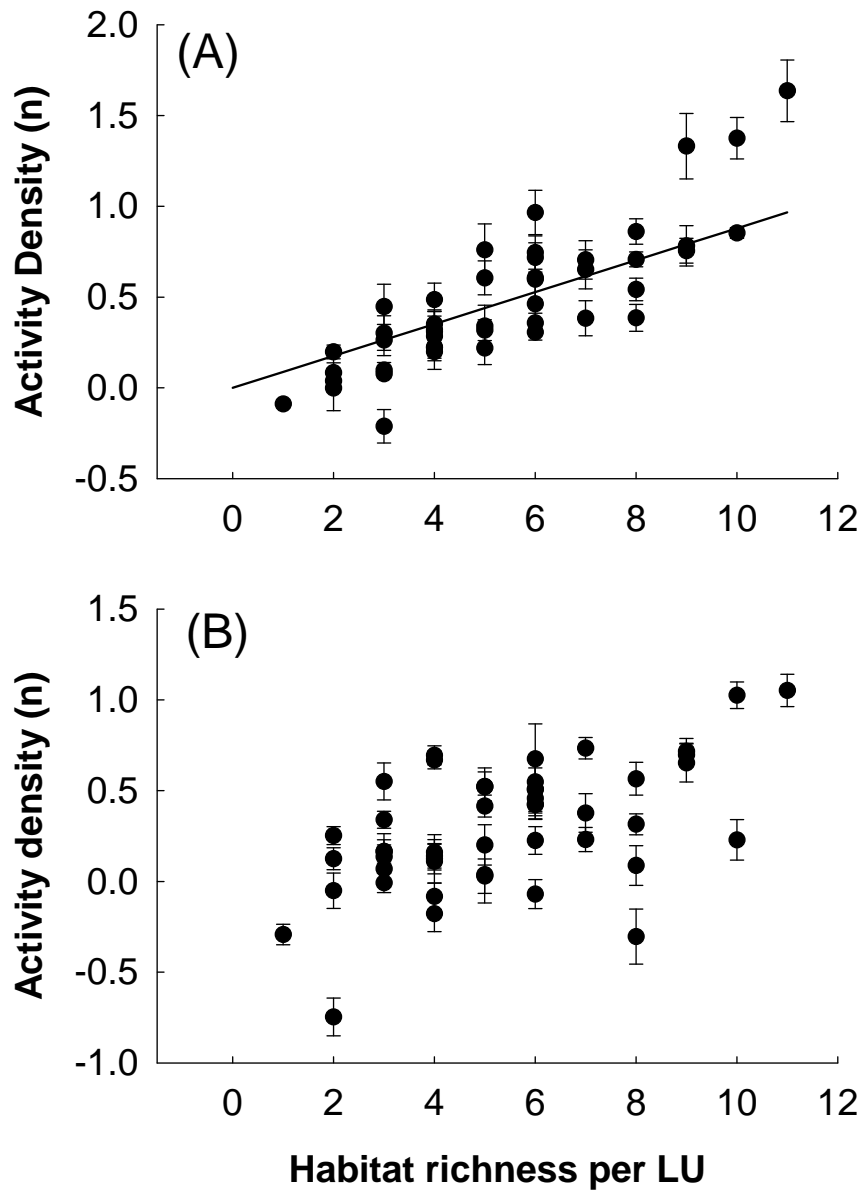 (A)
Activity Density (n)
2.0
1.5
1.0
0.5
0.0
-0.5
0 2 4 6 8 10 12
(B)
Activity density (n)
1.5
1.0
0.5
0.0
-0.5
-1.0
0 2 4 6 8 10 12
Habitat richness per LU